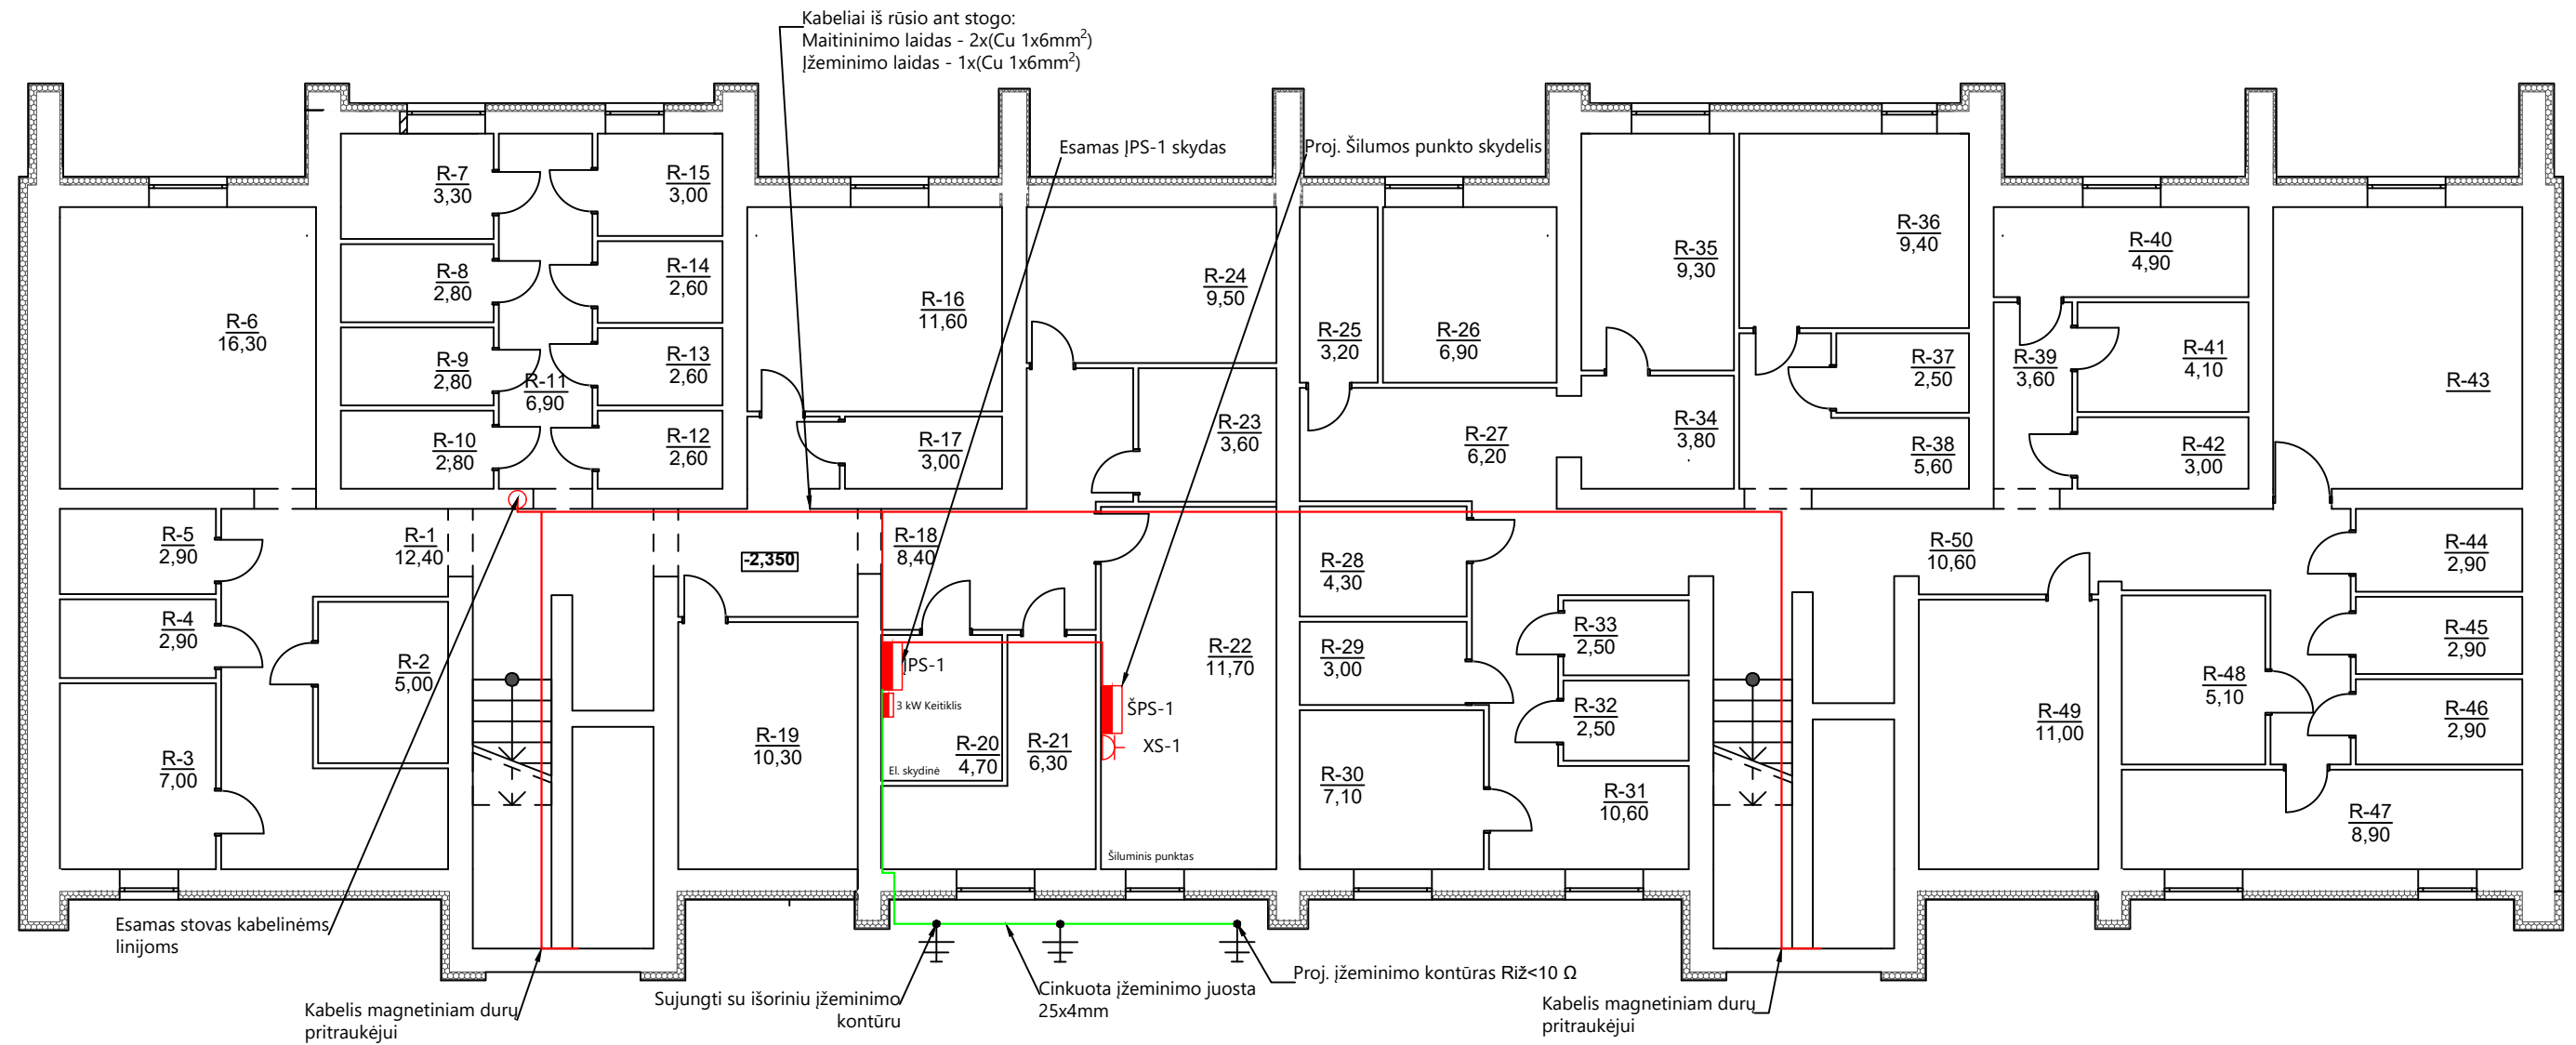 Kabeliai iš rūsio ant stogo:
Maitininimo laidas - 2x(Cu 1x6mm²)
Įžeminimo laidas - 1x(Cu 1x6mm²)
Esamas ĮPS-1 skydas
Proj. Šilumos punkto skydelis
R-7
3,30
R-15
3,00
R-8
2,80
R-14
2,60
R-6
16,30
R-9
2,80
R-11
6,90
R-13
2,60
R-10
2,80
R-12
2,60
R-16
11,60
R-17
3,00
R-24
9,50
R-23
3,60
R-25
3,20
R-26
6,90
R-27
6,20
R-35
9,30
R-34
3,80
R-36
9,40
R-37
2,50
R-38
5,60
R-40
4,90
R-39
3,60
R-41
4,10
R-42
3,00
R-43
R-5
2,90
R-1
12,40
R-4
2,90
R-2
5,00
R-3
7,00
-2,350
R-18
8,40
R-19
10,30
ĮPS-1
3 kW Keitiklis
R-20
4,70
El. skydinė
R-21
6,30
R-22
11,70
ŠPS-1
XS-1
Šiluminis punktas
R-28
4,30
R-29
3,00
R-30
7,10
R-33
2,50
R-32
2,50
R-31
10,60
R-50
10,60
R-49
11,00
R-48
5,10
R-44
2,90
R-45
2,90
R-46
2,90
R-47
8,90
Esamas stovas kabelinėms
linijoms
Kabelis magnetiniam durų
pritraukėjui
Sujungti su išoriniu įžeminimo
kontūru
Cinkuota įžeminimo juosta
25x4mm
Proj. įžeminimo kontūras Riž<10 Ω
Kabelis magnetiniam durų
pritraukėjui